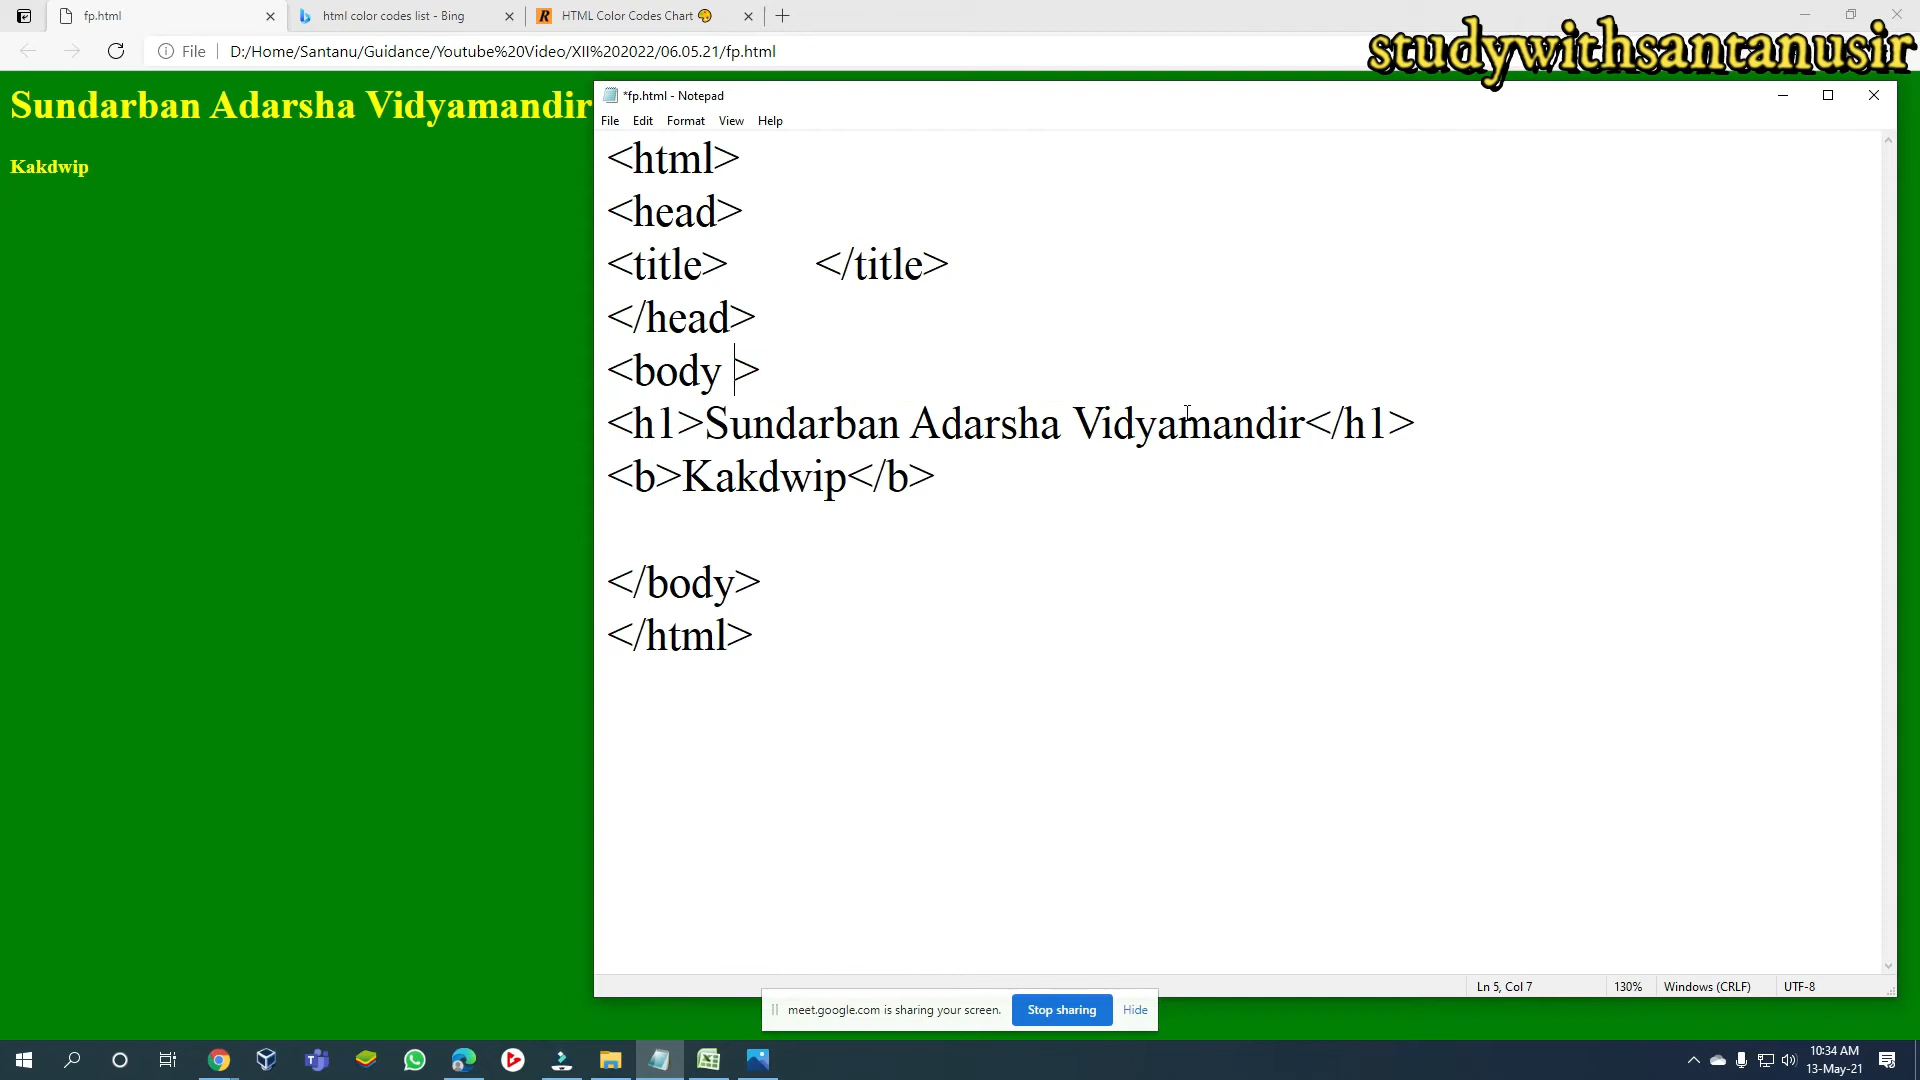 fp.html
html color codes list - Bing
HTML Color Codes Chart
File
D:/Home/Santanu/Guidance/Youtube%20Video/XII%202022/06.05.21/fp.html
studywithsantanusir
Sundarban Adarsha Vidyamandir
Kakdwip
*fp.html - Notepad
File Edit Format View Help
<html>
<head>
<title> </title>
</head>
<body >
<h1>Sundarban Adarsha Vidyamandir</h1>
<b>Kakdwip</b>
</body>
</html>
Ln 5, Col 7
130%
Windows (CRLF)
UTF-8
meet.google.com is sharing your screen.
Stop sharing
Hide
10:34 AM
13-May-21